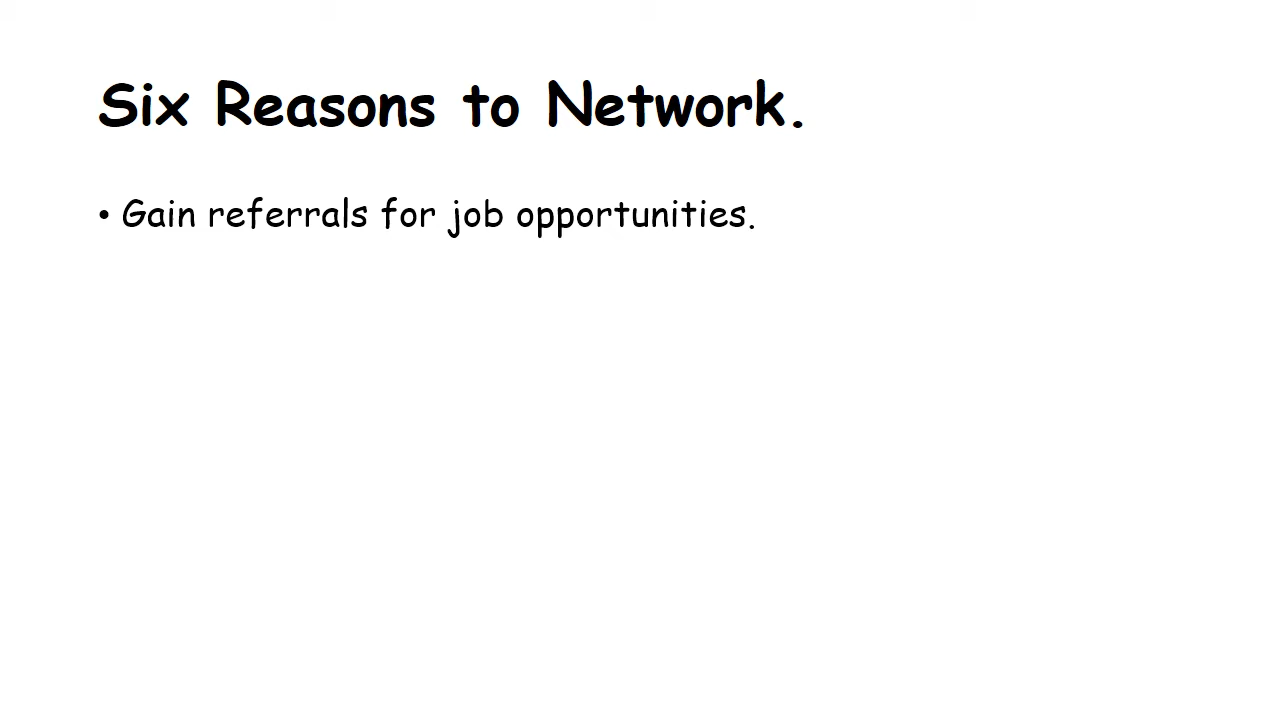 Six Reasons to Network.
• Gain referrals for job opportunities.